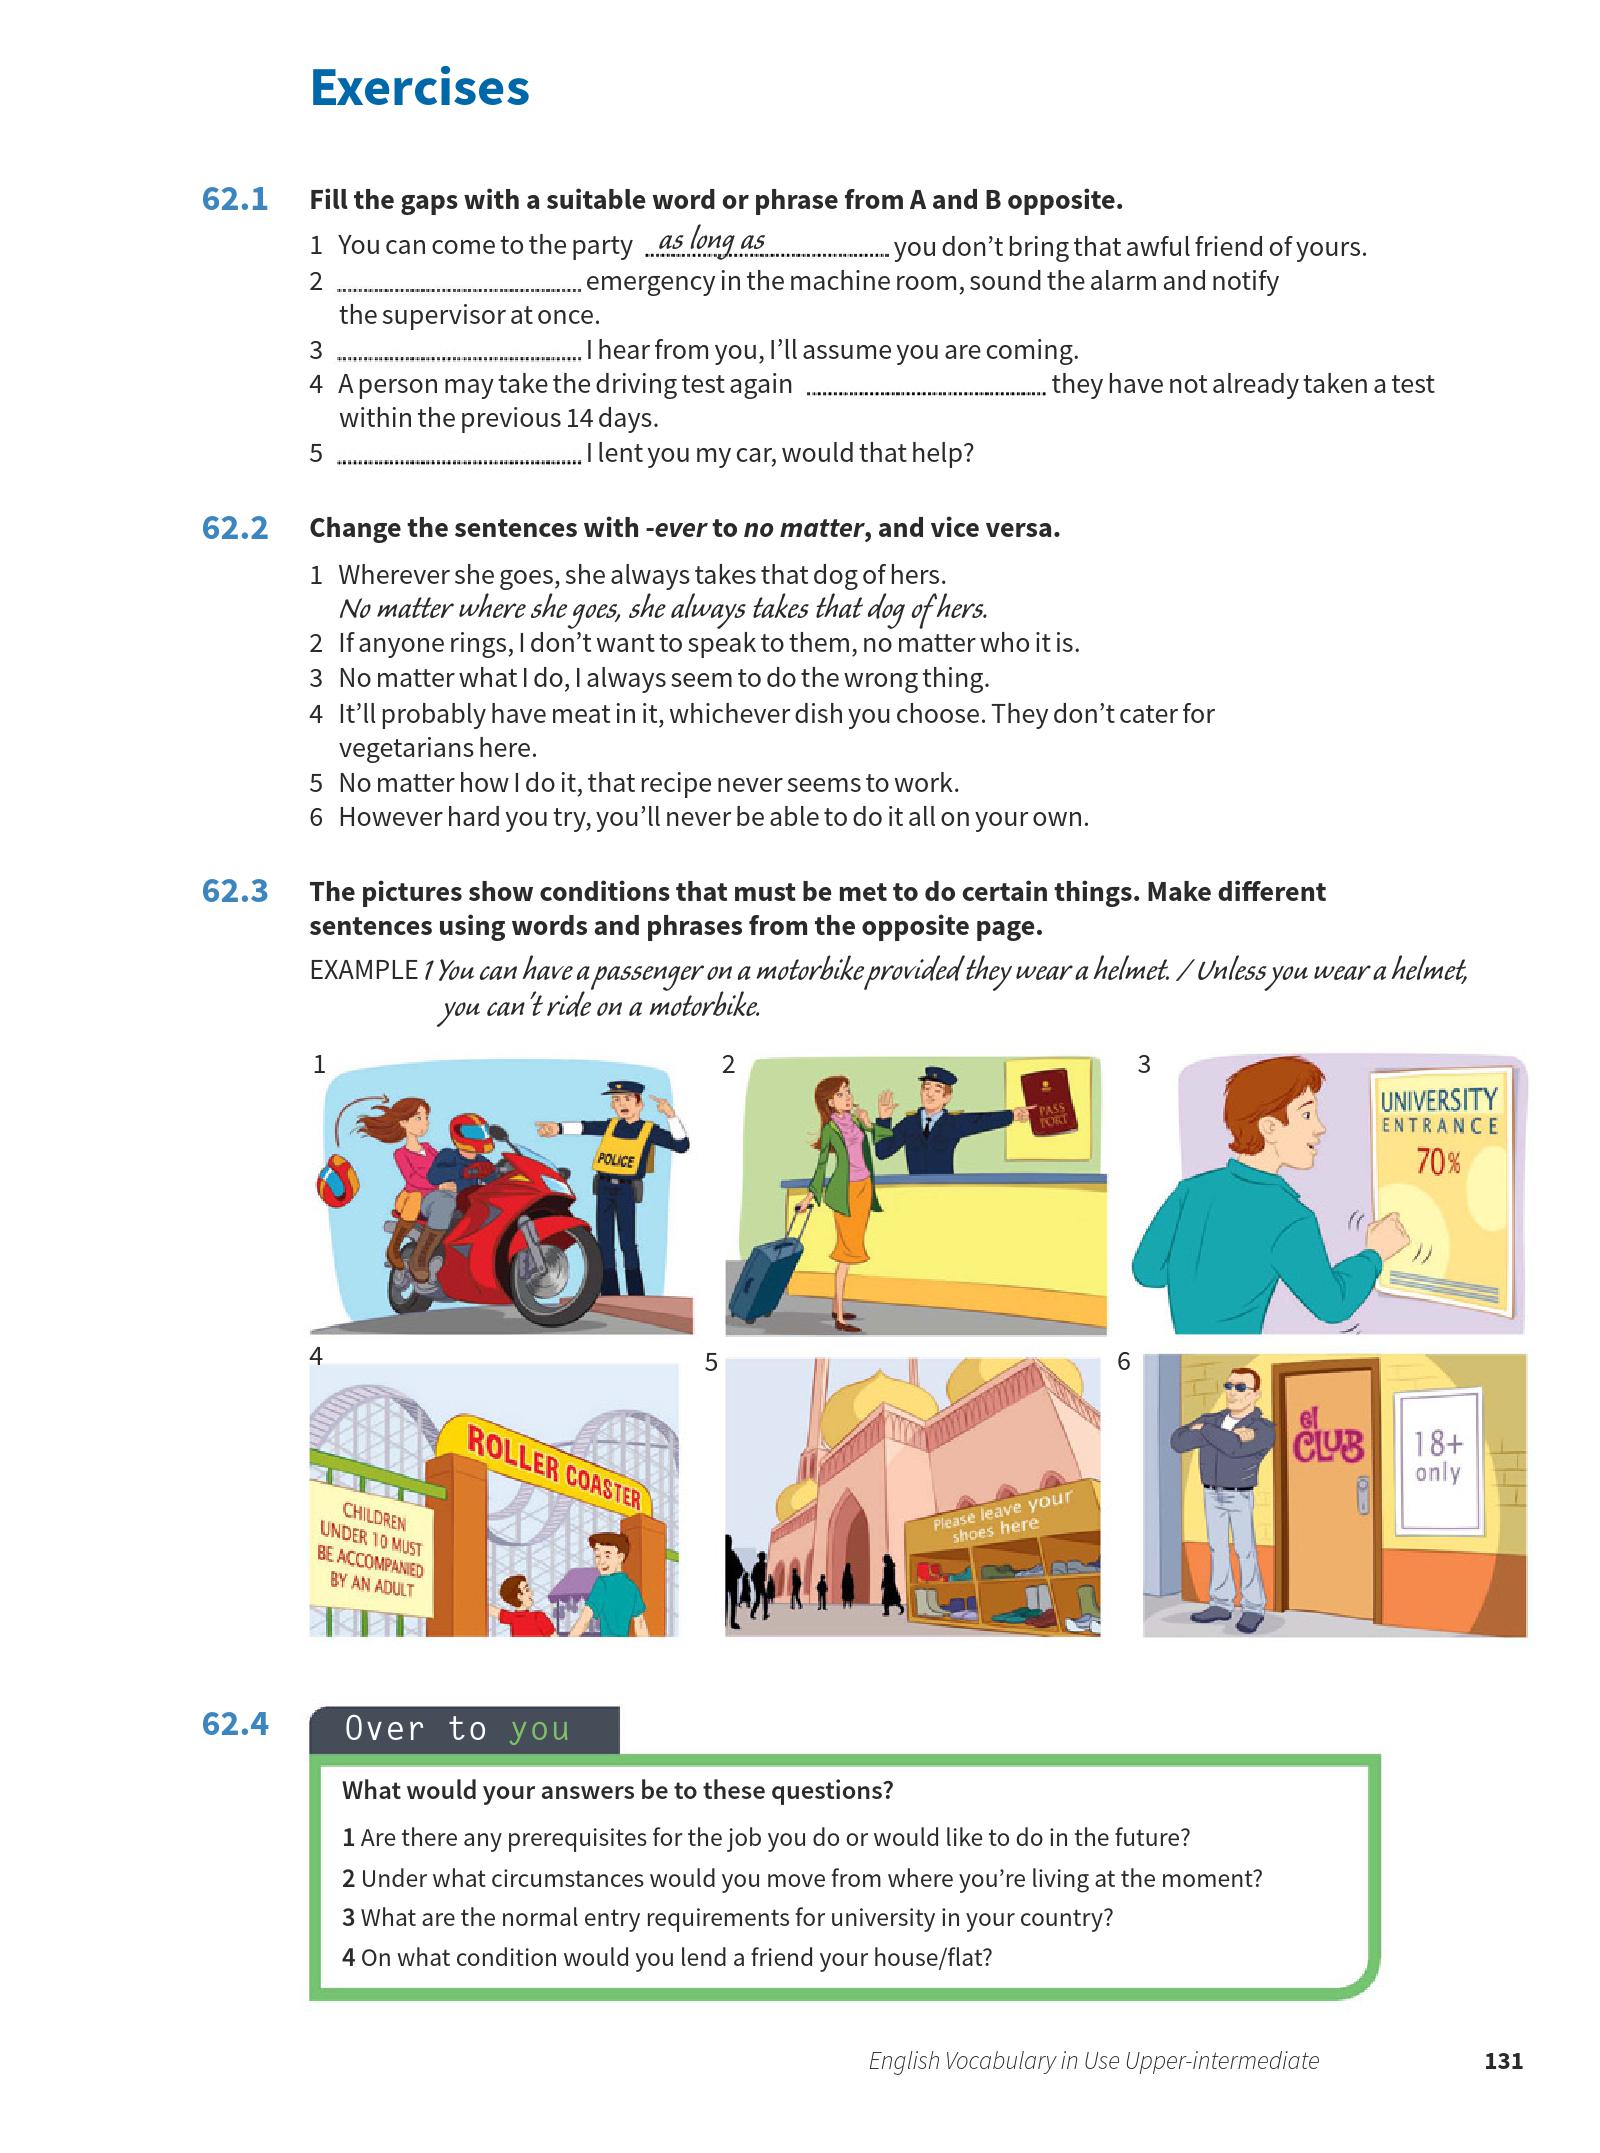 Exercises
62.1 Fill the gaps with a suitable word or phrase from A and B opposite.
1 You can come to the party as long as you don't bring that awful friend of yours.
2 ........................ emergency in the machine room, sound the alarm and notify
the supervisor at once.
3 ........................ I hear from you, I'll assume you are coming.
4 A person may take the driving test again ........................ they have not already taken a test
within the previous 14 days.
5 ........................ I lent you my car, would that help?
62.2 Change the sentences with -ever to no matter, and vice versa.
1 Wherever she goes, she always takes that dog of hers.
No matter where she goes, she always takes that dog of hers.
2 If anyone rings, I don't want to speak to them, no matter who it is.
3 No matter what I do, I always seem to do the wrong thing.
4 It'll probably have meat in it, whichever dish you choose. They don't cater for
vegetarians here.
5 No matter how I do it, that recipe never seems to work.
6 However hard you try, you'll never be able to do it all on your own.
62.3 The pictures show conditions that must be met to do certain things. Make different
sentences using words and phrases from the opposite page.
EXAMPLE 1 You can have a passenger on a motorbike provided they wear a helmet. / Unless you wear a helmet,
you can't ride on a motorbike.
1
POLICE
2
PASS
PORT
3
UNIVERSITY
ENTRANCE
70%
4
ROLLER COASTER
CHILDREN
UNDER 10 MUST
BE ACCOMPANIED
BY AN ADULT
5
Please leave your
shoes here
6
el
CLUB
18+
only
62.4 Over to you
What would your answers be to these questions?
1 Are there any prerequisites for the job you do or would like to do in the future?
2 Under what circumstances would you move from where you're living at the moment?
3 What are the normal entry requirements for university in your country?
4 On what condition would you lend a friend your house/flat?
English Vocabulary in Use Upper-intermediate 131